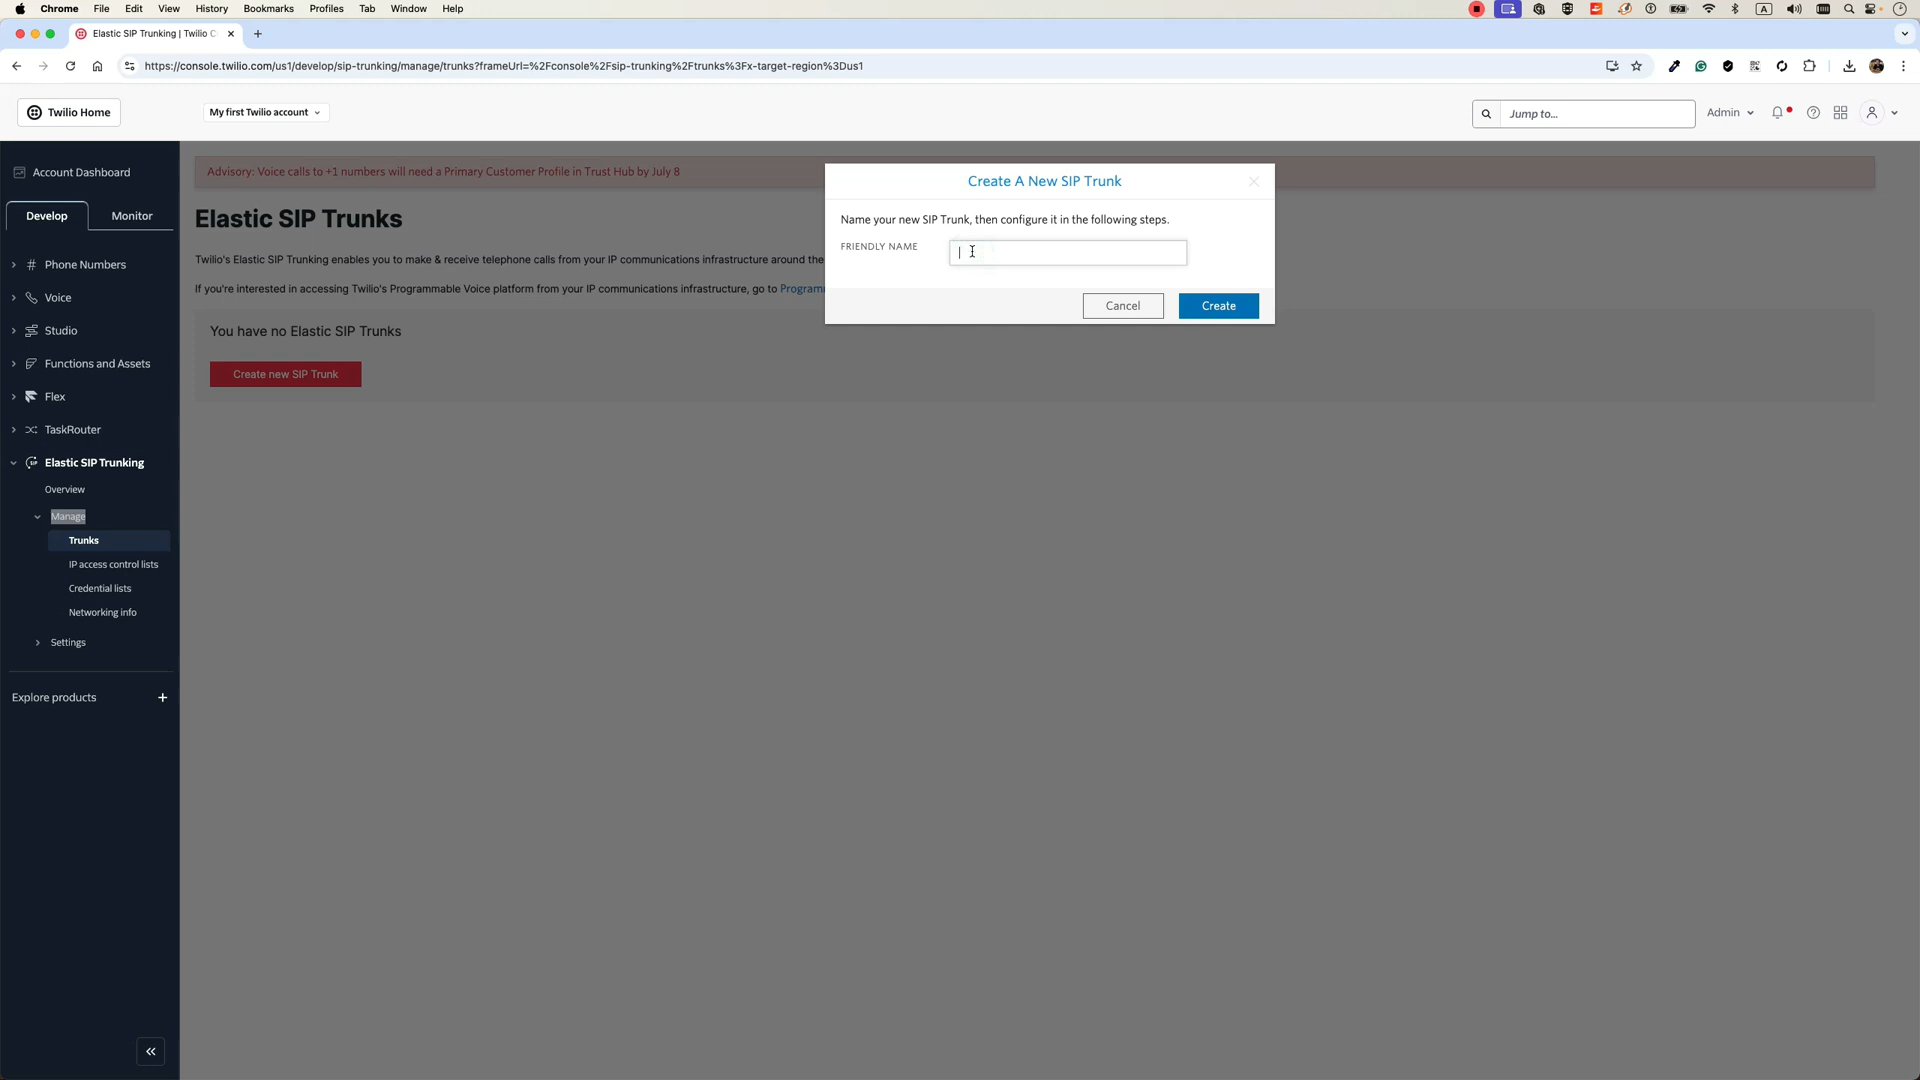 Chrome File Edit View History Bookmarks Profiles Tab Window Help
Elastic SIP Trunking | Twilio C
https://console.twilio.com/us1/develop/sip-trunking/manage/trunks?frameUrl=%2Fconsole%2Fsip-trunking%2Ftrunks%3Fx-target-region%3Dus1
Twilio Home
My first Twilio account
Jump to...
Admin
Account Dashboard
Develop
Monitor
Phone Numbers
Voice
Studio
Functions and Assets
Flex
TaskRouter
Elastic SIP Trunking
Overview
Manage
Trunks
IP access control lists
Credential lists
Networking info
Settings
Explore products
Advisory: Voice calls to +1 numbers will need a Primary Customer Profile in Trust Hub by July 8
Elastic SIP Trunks
Twilio's Elastic SIP Trunking enables you to make & receive telephone calls from your IP communications infrastructure around the
If you're interested in accessing Twilio's Programmable Voice platform from your IP communications infrastructure, go to Program
You have no Elastic SIP Trunks
Create new SIP Trunk
Create A New SIP Trunk
Name your new SIP Trunk, then configure it in the following steps.
FRIENDLY NAME
Cancel
Create